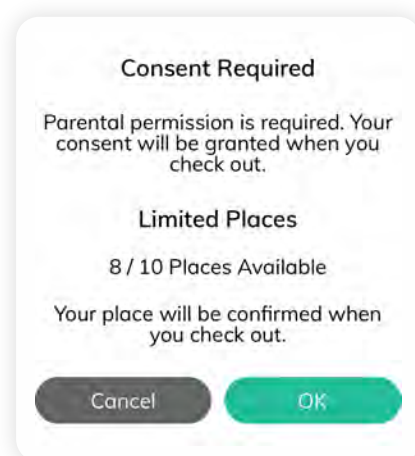 Consent Required
Parental permission is required. Your
consent will be granted when you
check out.
Limited Places
8 / 10 Places Available
Your place will be confirmed when
you check out.
Cancel
OK